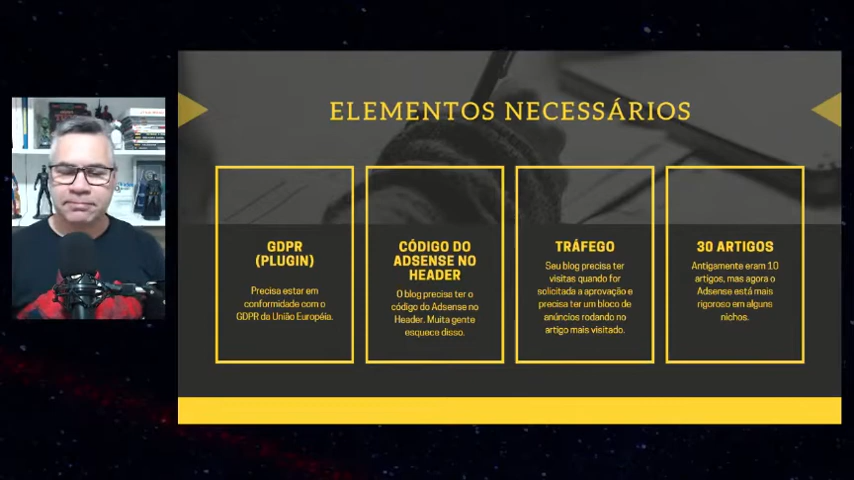 ELEMENTOS NECESSÁRIOS
GDPR
(PLUGIN)
Precisa estar em
conformidade com o
GDPR da União Européia.
CÓDIGO DO
ADSENSE NO
HEADER
O blog precisa ter o
código do Adsense no
Header. Muita gente
esquece disso.
TRÁFEGO
Seu blog precisa ter
visitas quando for
solicitada a aprovação e
precisa ter um bloco de
anúncios rodando no
artigo mais visitado.
30 ARTIGOS
Antigamente eram 10
artigos, mas agora o
Adsense está mais
rigoroso em alguns
nichos.